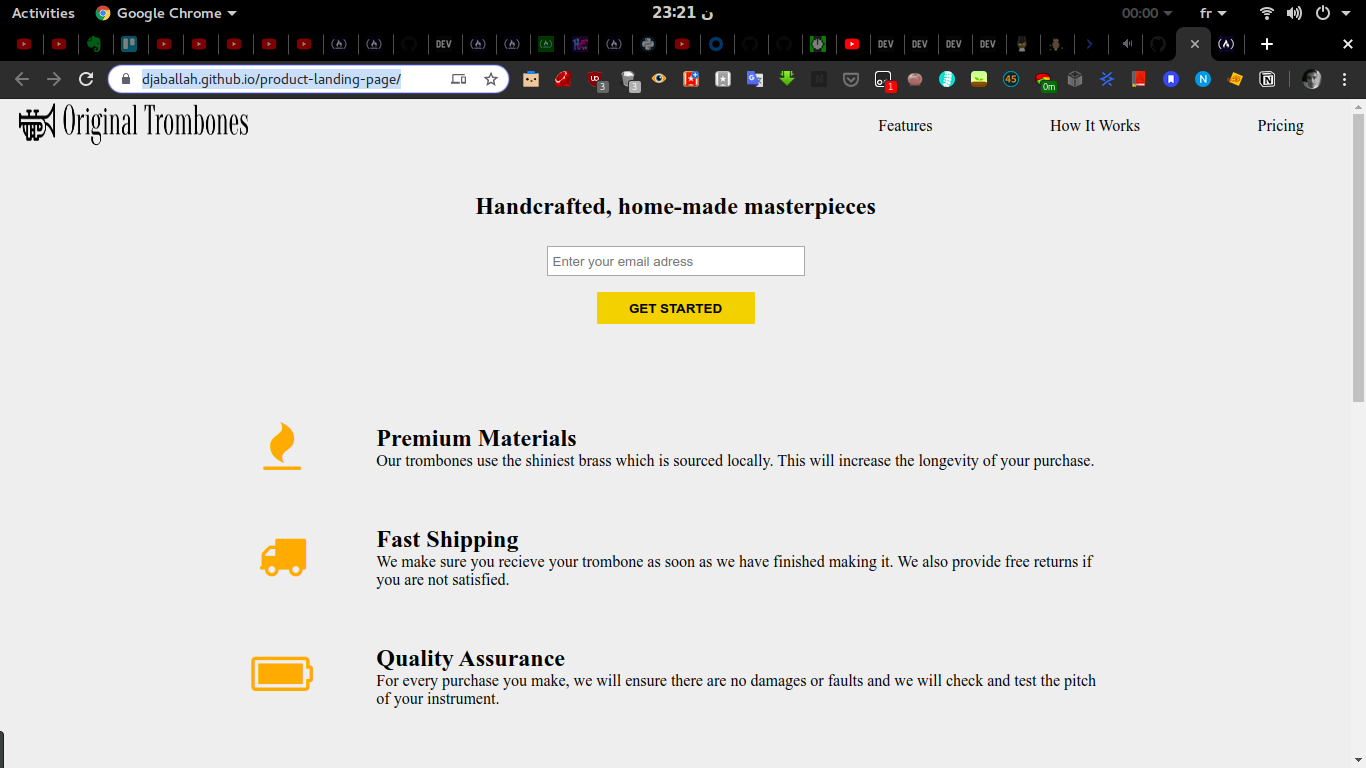 Activities
Google Chrome
23:21 ن
00:00
fr
DEV
DEV
DEV
DEV
DEV
djaballah.github.io/product-landing-page/
UD
3
3
1
45
0m
N
N
Original Trombones
Features
How It Works
Pricing
Handcrafted, home-made masterpieces
Enter your email adress
GET STARTED
Premium Materials
Our trombones use the shiniest brass which is sourced locally. This will increase the longevity of your purchase.
Fast Shipping
We make sure you recieve your trombone as soon as we have finished making it. We also provide free returns if
you are not satisfied.
Quality Assurance
For every purchase you make, we will ensure there are no damages or faults and we will check and test the pitch
of your instrument.